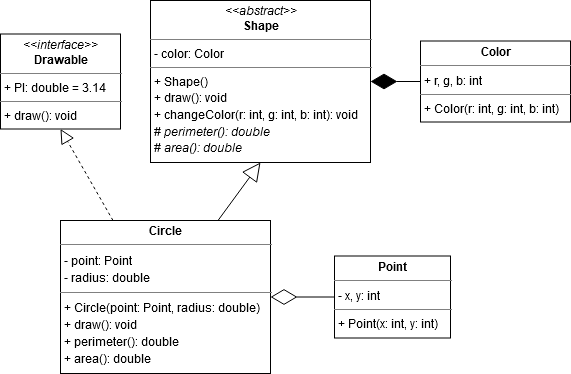 <<interface>>
Drawable
+ PI: double = 3.14
+ draw(): void
<<abstract>>
Shape
- color: Color
+ Shape()
+ draw(): void
+ changeColor(r: int, g: int, b: int): void
# perimeter(): double
# area(): double
Color
+ r, g, b: int
+ Color(r: int, g: int, b: int)
Circle
- point: Point
- radius: double
+ Circle(point: Point, radius: double)
+ draw(): void
+ perimeter(): double
+ area(): double
Point
- x, y: int
+ Point(x: int, y: int)